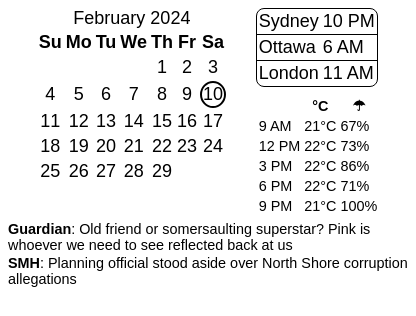 February 2024
Su Mo Tu We Th Fr Sa
1 2 3
4 5 6 7 8 9 10
11 12 13 14 15 16 17
18 19 20 21 22 23 24
25 26 27 28 29
Sydney 10 PM
Ottawa 6 AM
London 11 AM
°C ☂
9 AM 21°C 67%
12 PM 22°C 73%
3 PM 22°C 86%
6 PM 22°C 71%
9 PM 21°C 100%
Guardian: Old friend or somersaulting superstar? Pink is
whoever we need to see reflected back at us
SMH: Planning official stood aside over North Shore corruption
allegations